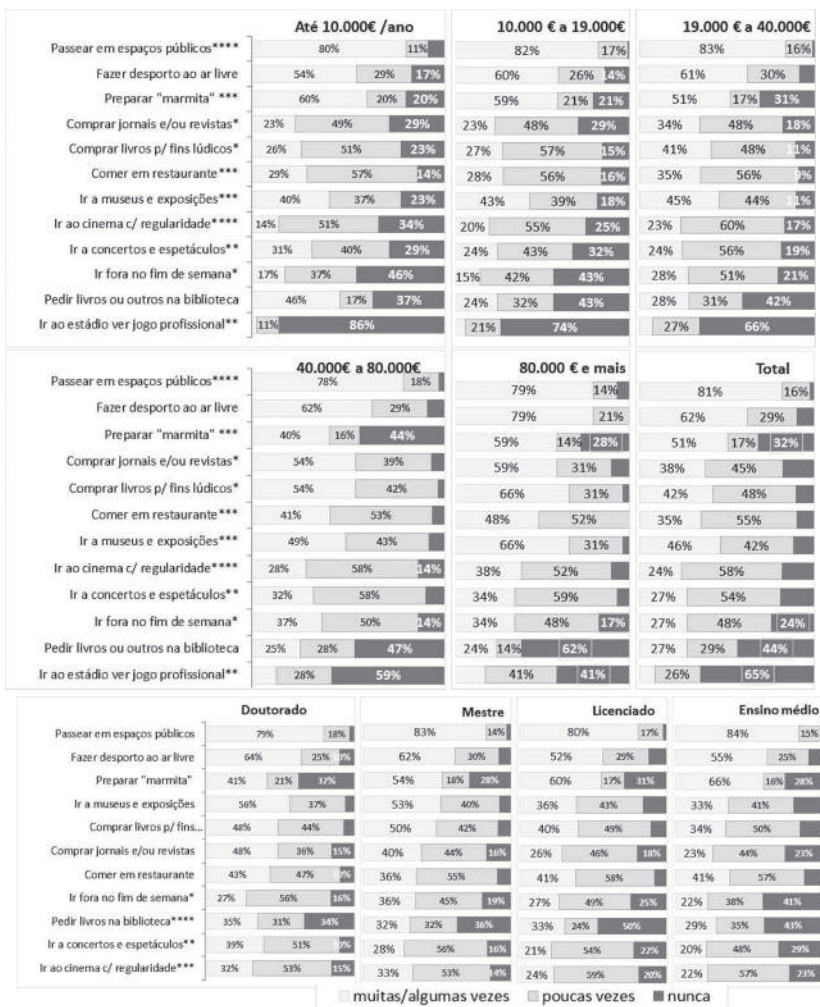 Até 10.000€ /ano 10.000 € a 19.000€ 19.000 € a 40.000€
Passear em espaços públicos**** 80% 11% 82% 17% 83% 16%
Fazer desporto ao ar livre 54% 29% 17% 60% 26% 14% 61% 30%
Preparar "marmita" *** 60% 20% 20% 59% 21% 21% 51% 17% 31%
Comprar jornais e/ou revistas* 23% 49% 29% 23% 48% 29% 34% 48% 18%
Comprar livros p/ fins lúdicos* 26% 51% 23% 27% 57% 15% 41% 48% 11%
Comer em restaurante*** 29% 57% 14% 28% 56% 16% 35% 56% 9%
Ir a museus e exposições*** 40% 37% 23% 43% 39% 18% 45% 44% 11%
Ir ao cinema c/ regularidade**** 14% 51% 34% 20% 55% 25% 23% 60% 17%
Ir a concertos e espetáculos** 31% 40% 29% 24% 43% 32% 24% 56% 19%
Ir fora no fim de semana* 17% 37% 46% 15% 42% 43% 28% 51% 21%
Pedir livros ou outros na biblioteca 46% 17% 37% 24% 32% 43% 28% 31% 42%
Ir ao estádio ver jogo profissional** 11% 86% 21% 74% 27% 66%
40.000€ a 80.000€ 80.000 € e mais Total
Passear em espaços públicos**** 78% 18% 79% 14% 81% 16%
Fazer desporto ao ar livre 62% 29% 79% 21% 62% 29%
Preparar "marmita" *** 40% 16% 44% 59% 14% 28% 51% 17% 32%
Comprar jornais e/ou revistas* 54% 39% 59% 31% 38% 45%
Comprar livros p/ fins lúdicos* 54% 42% 66% 31% 42% 48%
Comer em restaurante*** 41% 53% 48% 52% 35% 55%
Ir a museus e exposições*** 49% 43% 66% 31% 46% 42%
Ir ao cinema c/ regularidade**** 28% 58% 14% 38% 52% 24% 58%
Ir a concertos e espetáculos** 32% 58% 34% 59% 27% 54%
Ir fora no fim de semana* 37% 50% 14% 34% 48% 17% 27% 48% 24%
Pedir livros ou outros na biblioteca 25% 28% 47% 24% 14% 62% 27% 29% 44%
Ir ao estádio ver jogo profissional** 28% 59% 41% 41% 26% 65%
Doutorado Mestre Licenciado Ensino médio
Passear em espaços públicos 79% 18% 83% 14% 80% 17% 84% 15%
Fazer desporto ao ar livre 64% 25% 10% 62% 30% 52% 29% 55% 25%
Preparar "marmita" 41% 21% 37% 54% 18% 28% 60% 17% 31% 66% 16% 28%
Ir a museus e exposições 56% 37% 53% 40% 36% 43% 33% 41%
Comprar livros p/ fins... 48% 44% 50% 42% 40% 49% 34% 50%
Comprar jornais e/ou revistas 48% 36% 15% 40% 44% 16% 26% 46% 18% 23% 44% 23%
Comer em restaurante 43% 47% 10% 36% 55% 41% 58% 41% 57%
Ir fora no fim de semana* 27% 56% 16% 36% 45% 19% 27% 49% 25% 22% 38% 41%
Pedir livros na biblioteca**** 35% 31% 34% 32% 32% 36% 33% 24% 50% 29% 35% 43%
Ir a concertos e espetáculos** 39% 51% 10% 28% 56% 16% 21% 54% 22% 20% 48% 29%
Ir ao cinema c/ regularidade*** 32% 53% 15% 33% 53% 14% 24% 59% 20% 22% 57% 23%
muitas/algumas vezes poucas vezes nunca